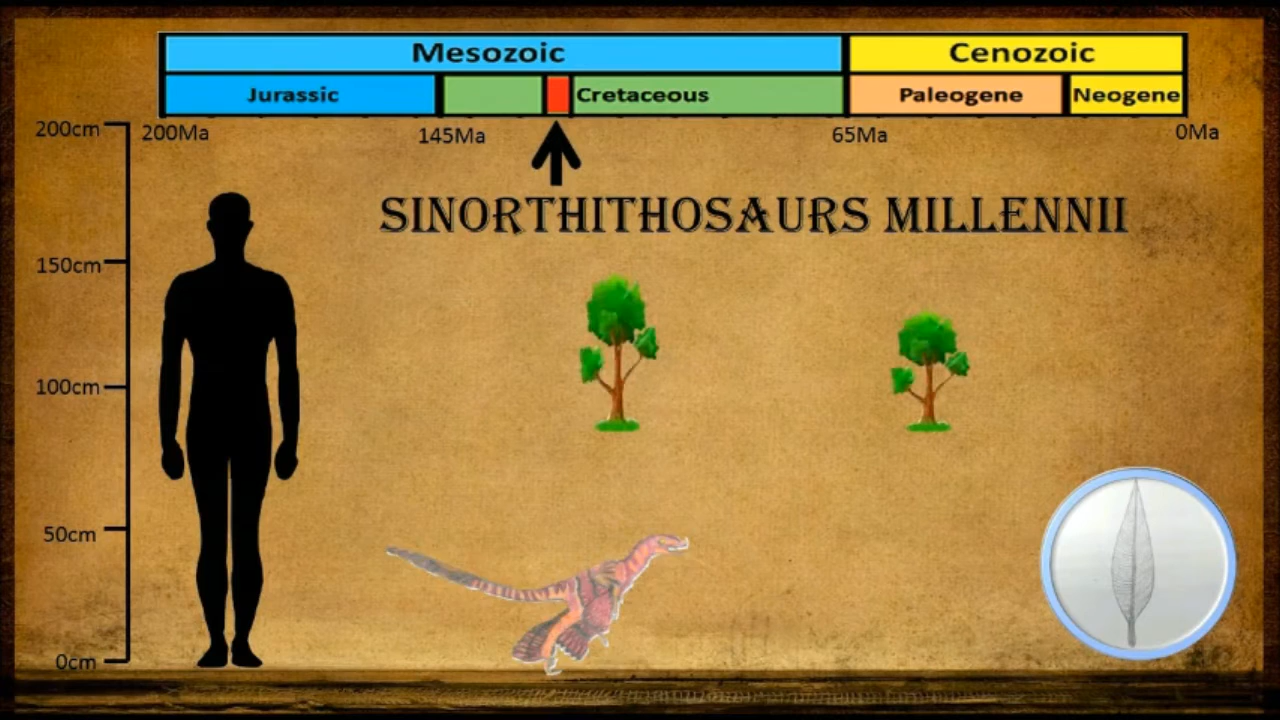 Mesozoic Cenozoic
Jurassic Cretaceous Paleogene Neogene
200cm 200Ma 145Ma 65Ma 0Ma
SINORTHITHOSAURS MILLENNII
150cm
100cm
50cm
0cm